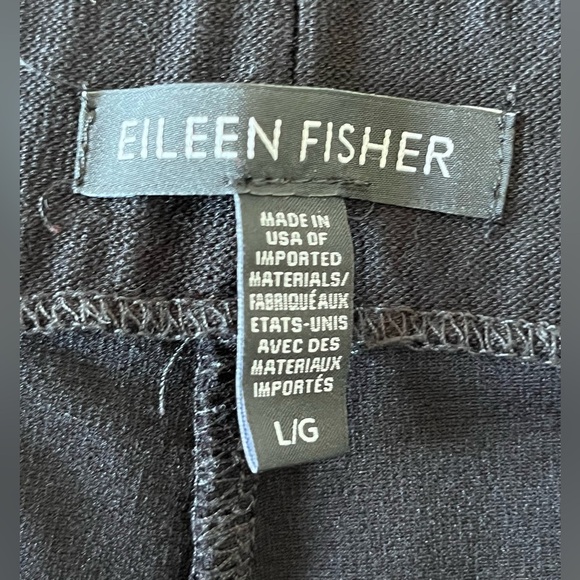 EILEEN FISHER
MADE IN
USA OF
IMPORTED
MATERIALS/
FABRIQUÉ AUX
ETATS-UNIS
AVEC DES
MATERIAUX
IMPORTÉS
L/G